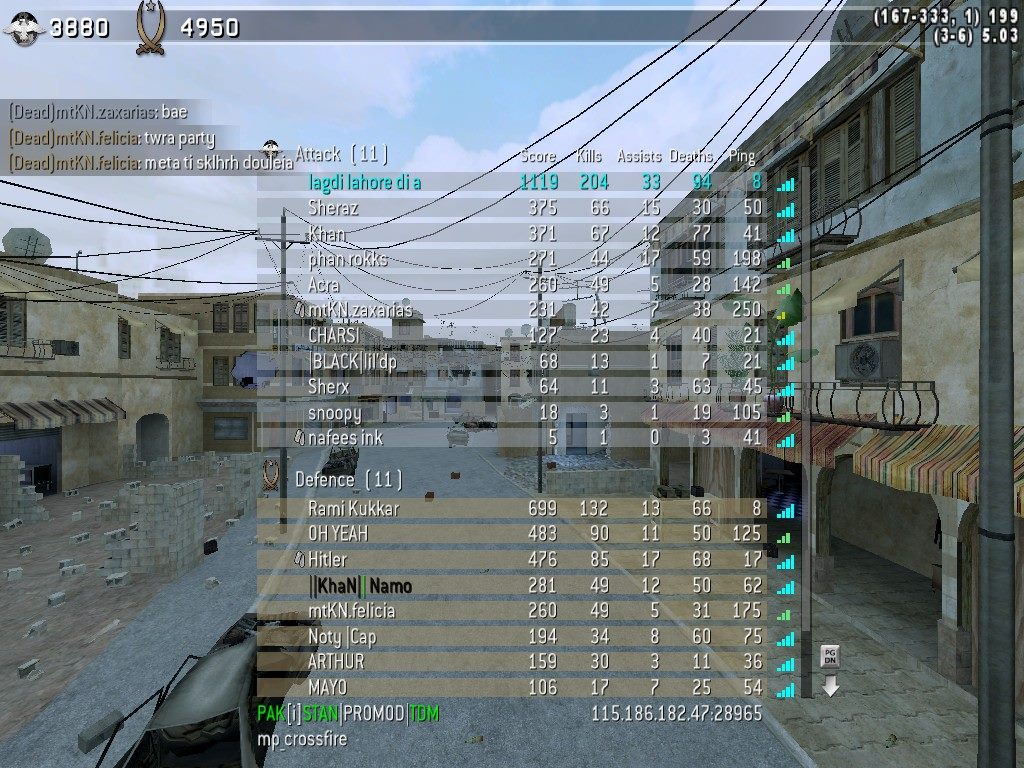 3880 4950 (167-333, 1) 199
(3-6) 5.03
(Dead)mtKN.zaxarias: bae
(Dead)mtKN.felicia: twra party
(Dead)mtKN.felicia: meta ti sklhrh douleia
Attack (11) Score Kills Assists Deaths Ping
lagdi lahore di a 1119 204 33 94 8
Sheraz 375 66 15 30 50
Khan 371 67 12 77 41
phan rokks 271 44 17 59 198
Acra 260 49 5 28 142
mtKN.zaxarias 231 42 7 38 250
CHARSI 127 23 4 40 21
|BLACK|lil'dp 68 13 1 7 21
Sherx 64 11 3 63 45
snoopy 18 3 1 19 105
nafees ink 5 1 0 3 41
Defence (11)
Rami Kukkar 699 132 13 66 8
OH YEAH 483 90 11 50 125
Hitler 476 85 17 68 17
||KhaN|| Namo 281 49 12 50 62
mtKN.felicia 260 49 5 31 175
Noty |Cap 194 34 8 60 75
ARTHUR 159 30 3 11 36
MAYO 106 17 7 25 54
PG
DN
PAK[i]STAN|PROMOD|TDM 115.186.182.47:28965
mp_crossfire